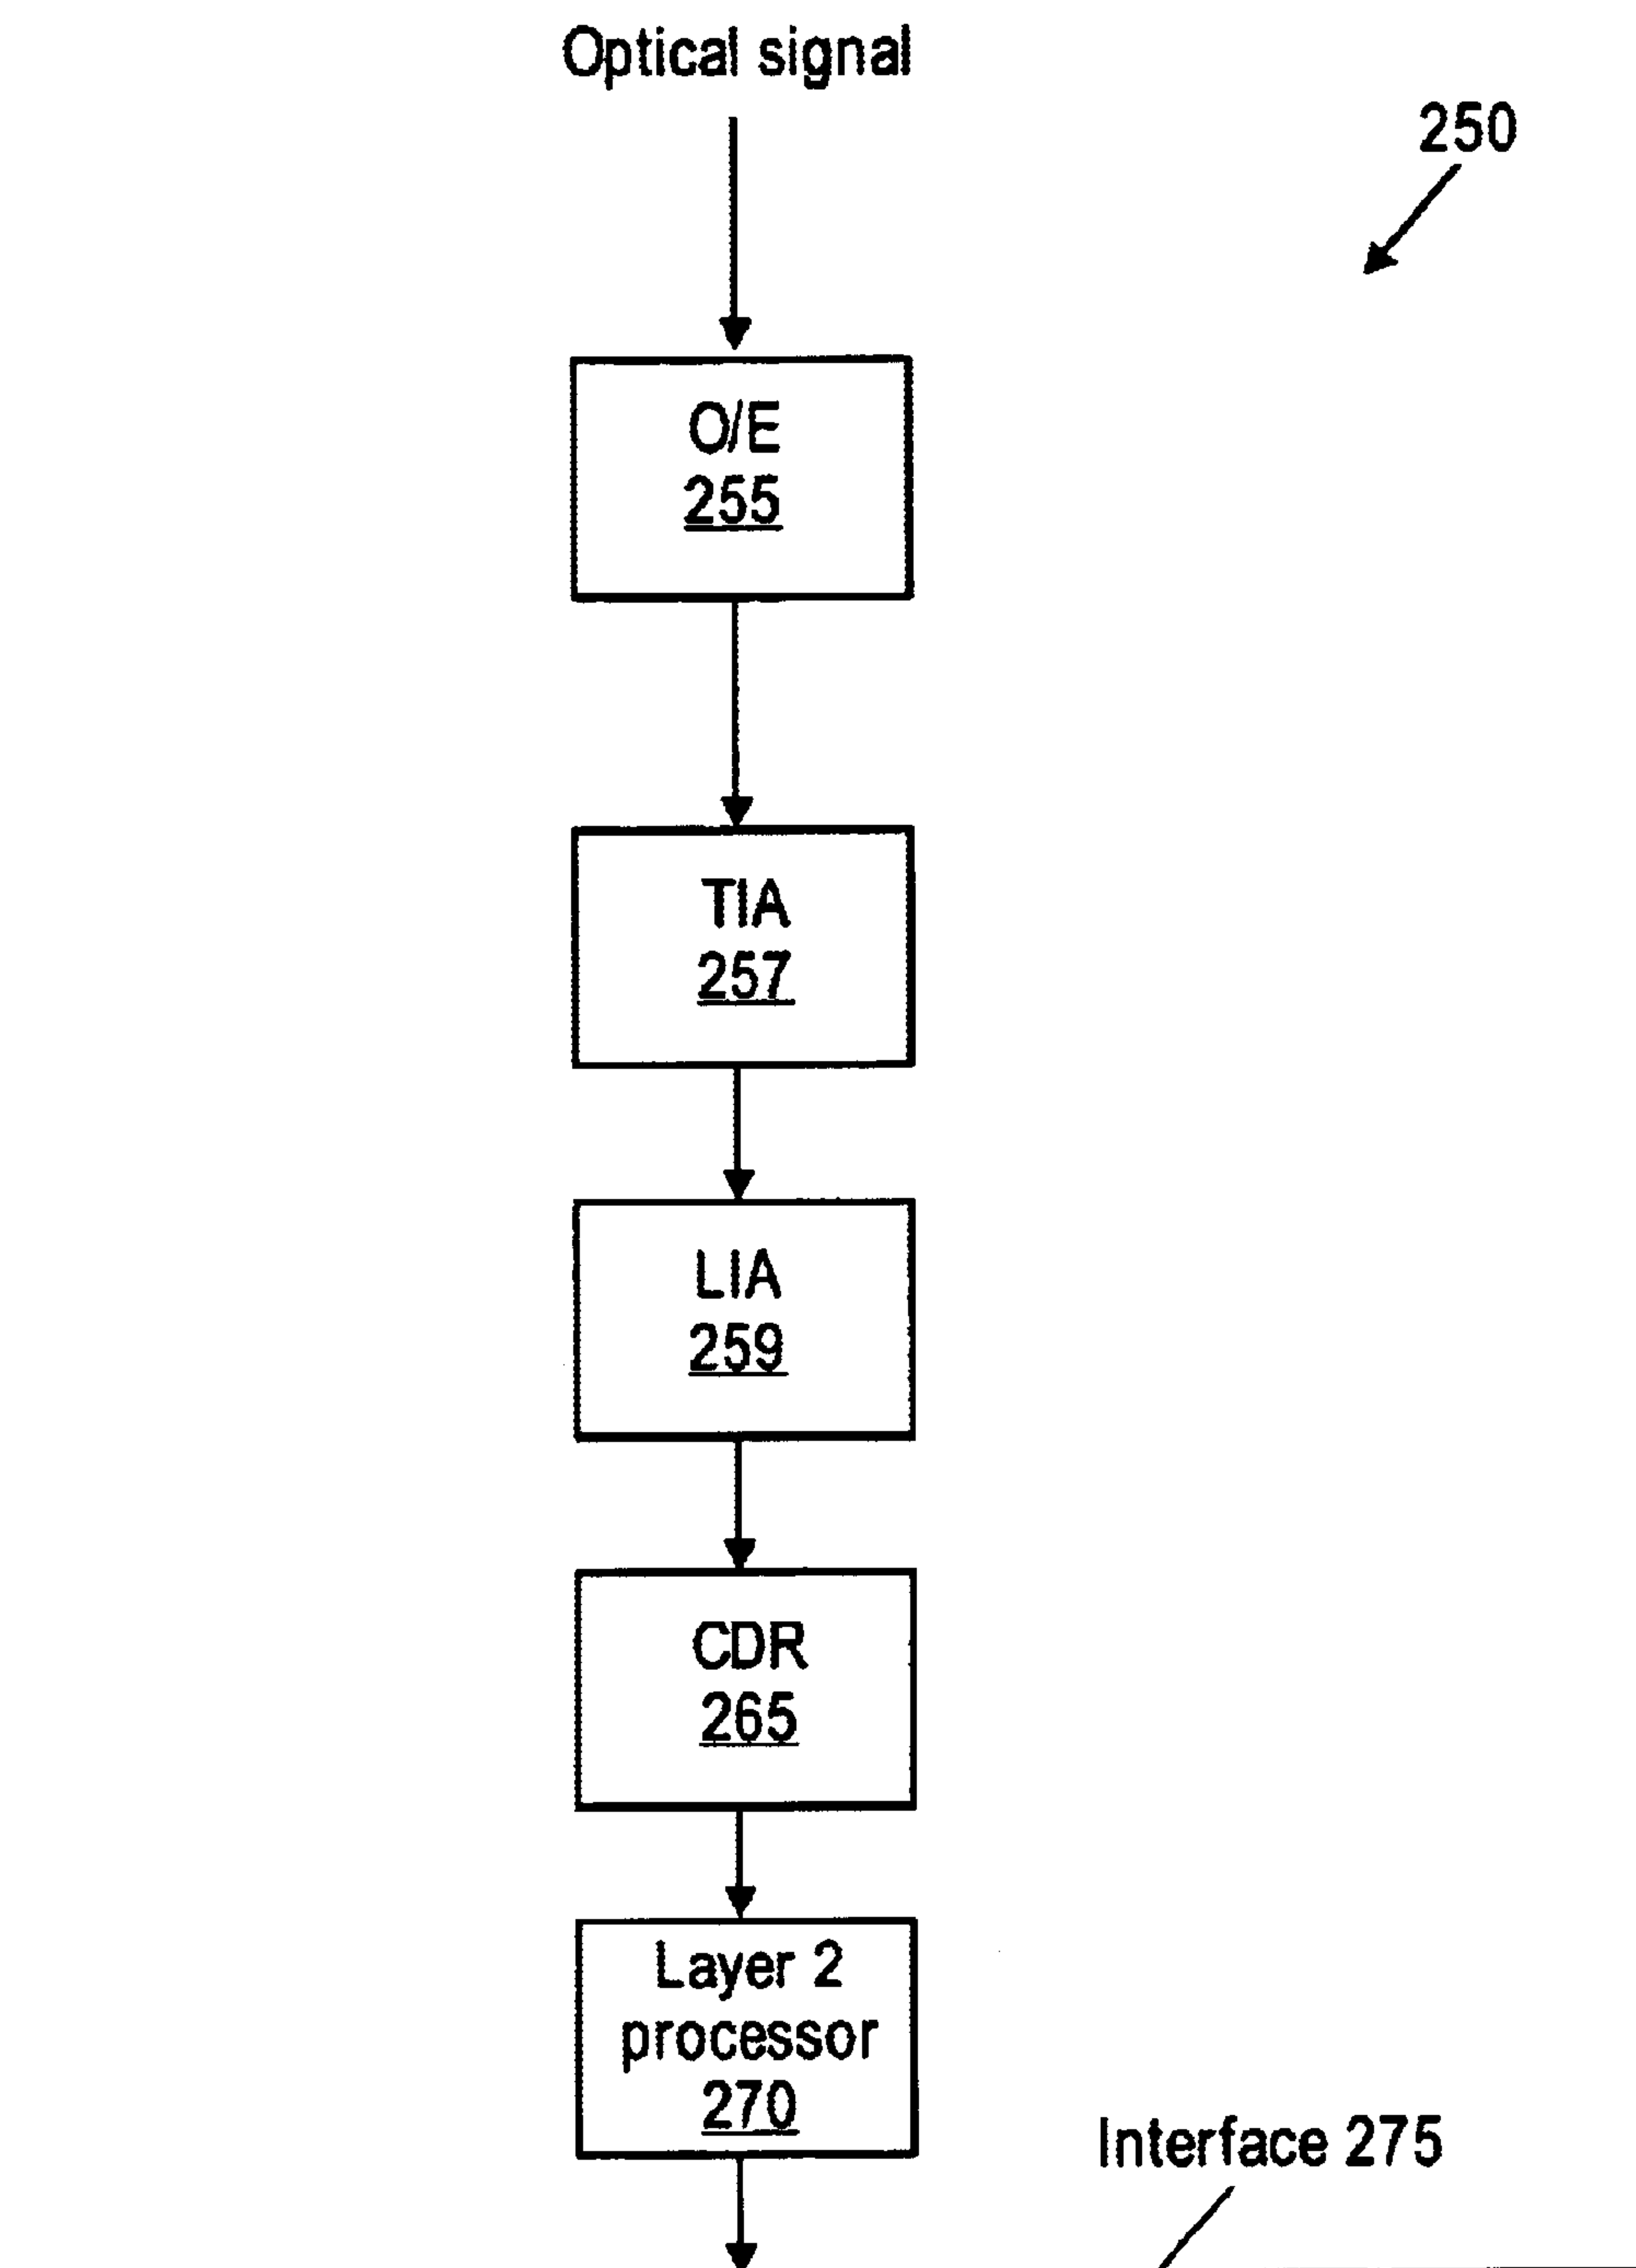 Optical signal
250
O/E
255
TIA
257
LIA
259
CDR
265
Layer 2
processor
270
Interface 275